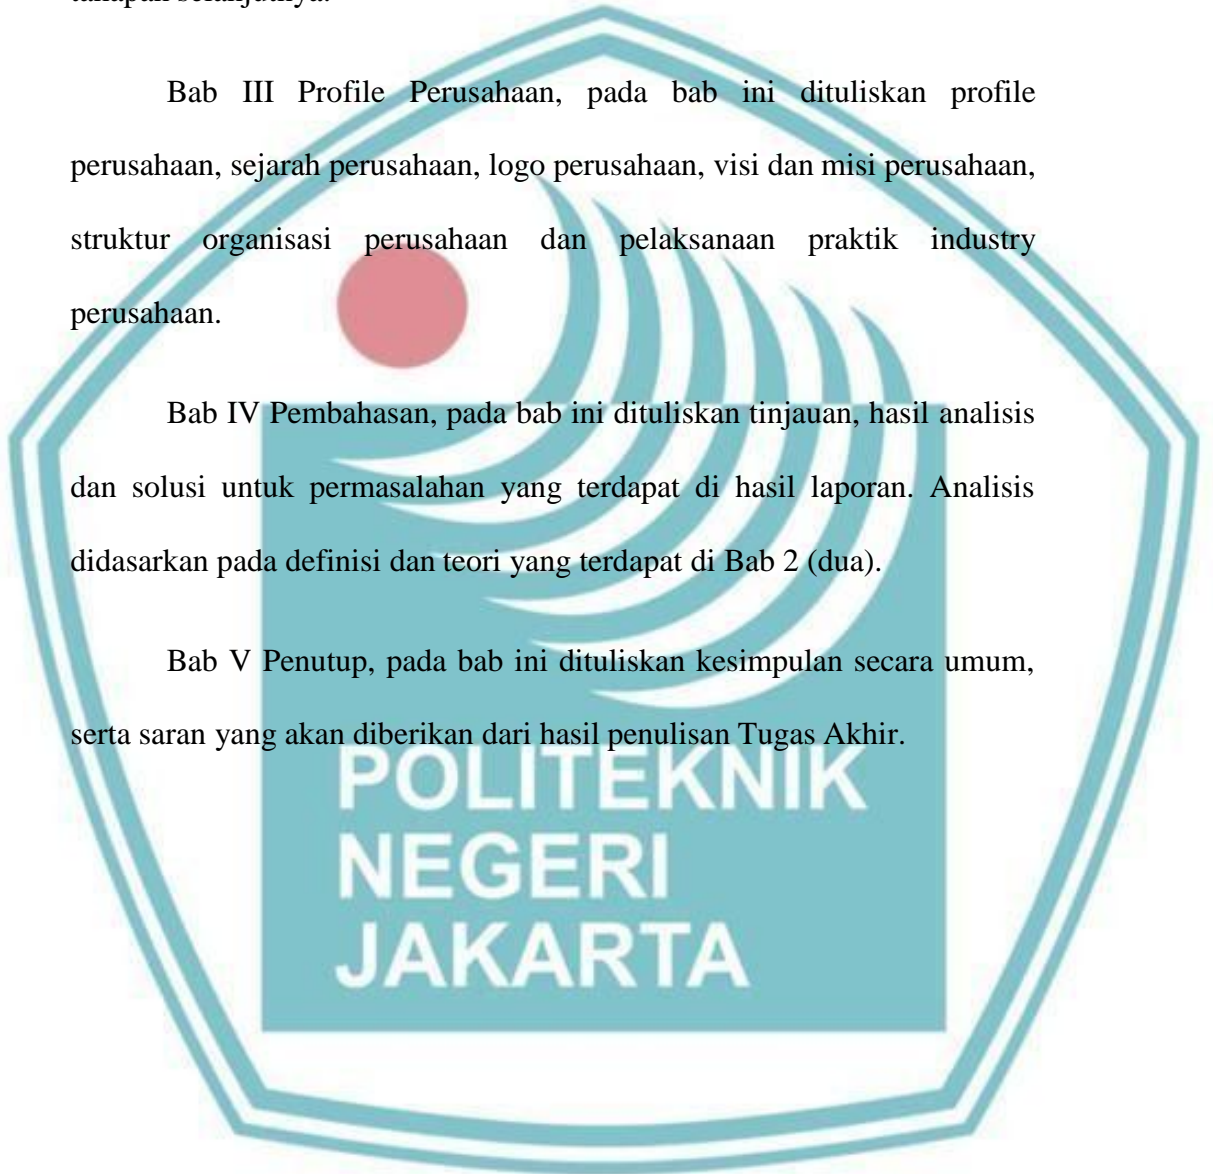 Bab III Profile Perusahaan, pada bab ini dituliskan profile
perusahaan, sejarah perusahaan, logo perusahaan, visi dan misi perusahaan,
struktur organisasi perusahaan dan pelaksanaan praktik industry
perusahaan.
Bab IV Pembahasan, pada bab ini dituliskan tinjauan, hasil analisis
dan solusi untuk permasalahan yang terdapat di hasil laporan. Analisis
didasarkan pada definisi dan teori yang terdapat di Bab 2 (dua).
Bab V Penutup, pada bab ini dituliskan kesimpulan secara umum,
serta saran yang akan diberikan dari hasil penulisan Tugas Akhir.
POLITEKNIK
NEGERI
JAKARTA